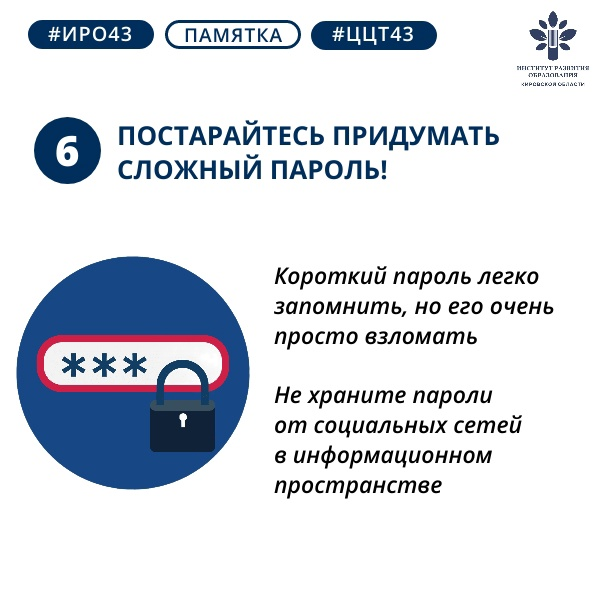 #ИРО43 ПАМЯТКА #ЦЦТ43
ИНСТИТУТ РАЗВИТИЯ
ОБРАЗОВАНИЯ
КИРОВСКОЙ ОБЛАСТИ
6 ПОСТАРАЙТЕСЬ ПРИДУМАТЬ
СЛОЖНЫЙ ПАРОЛЬ!
***
Короткий пароль легко
запомнить, но его очень
просто взломать
Не храните пароли
от социальных сетей
в информационном
пространстве